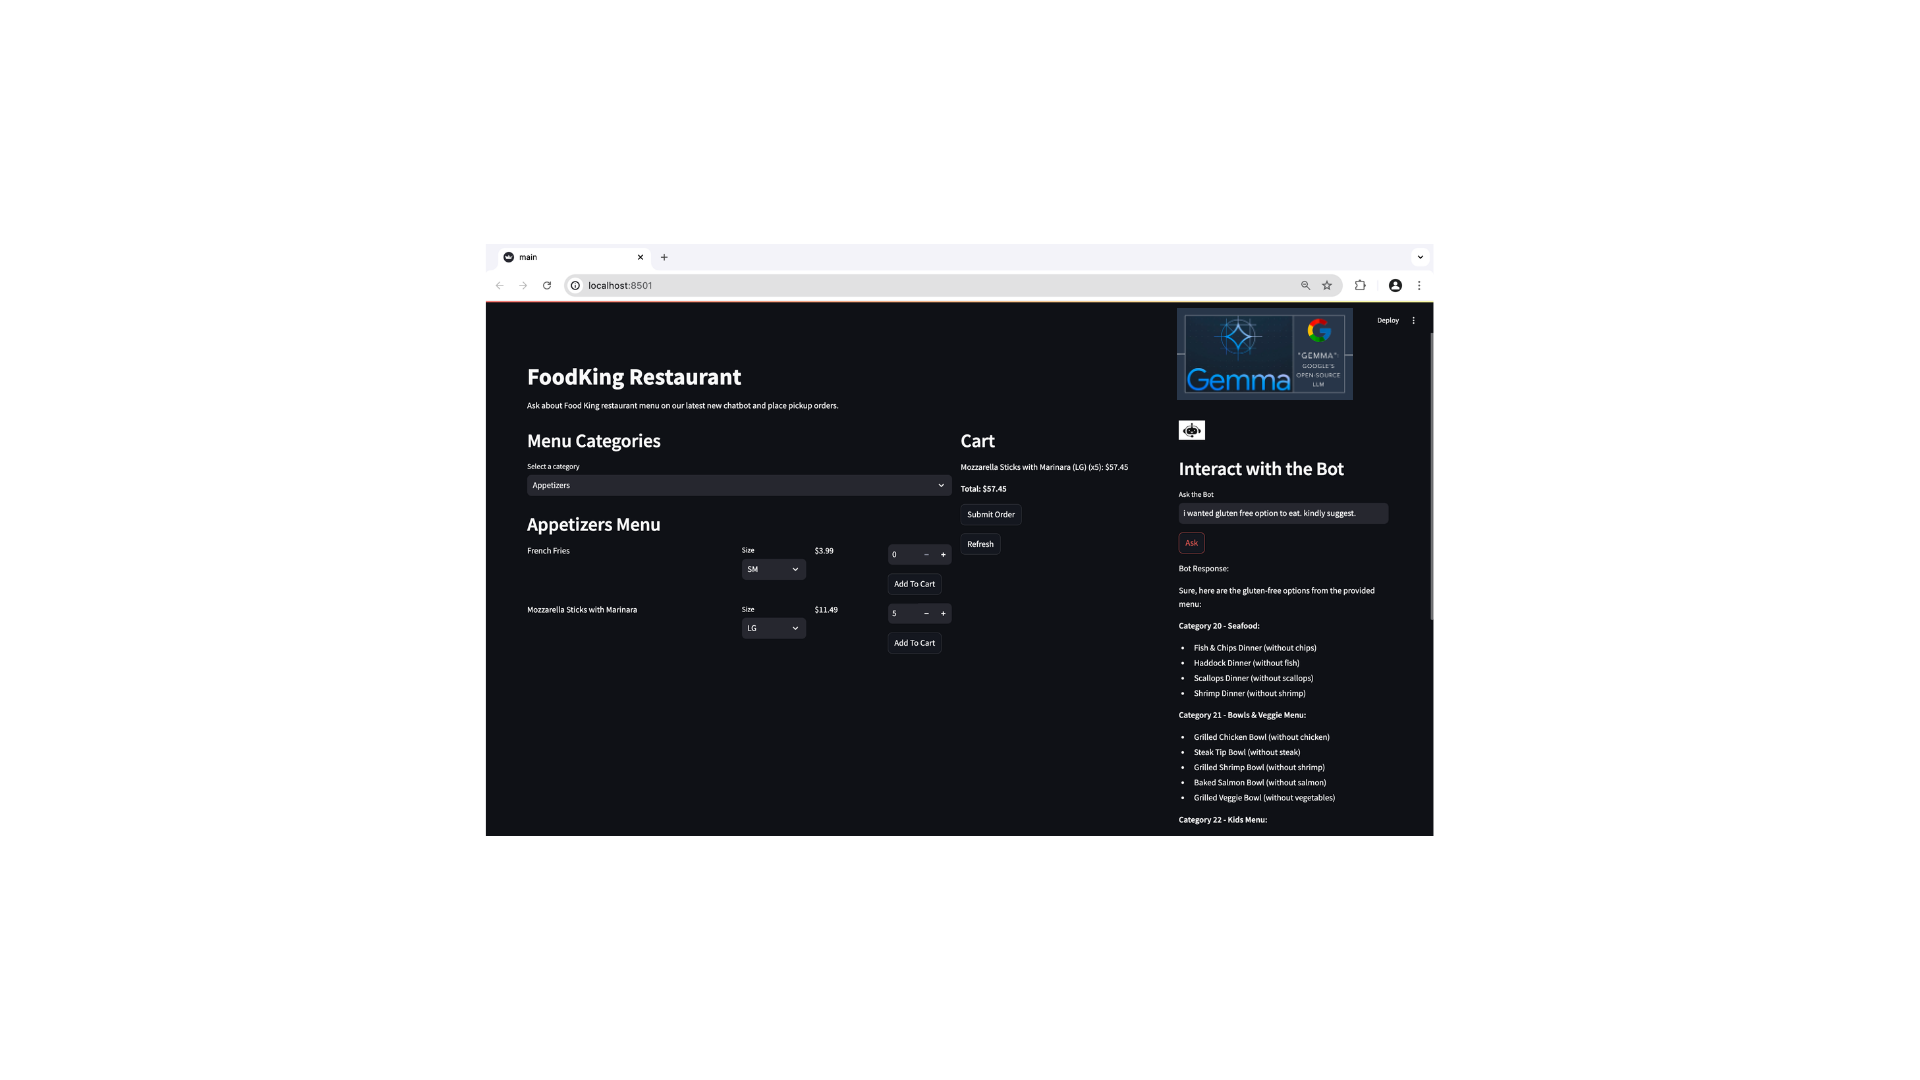 main
localhost:8501
Deploy
Gemma
"GEMMA":
GOOGLE'S
OPEN-SOURCE
LLM
FoodKing Restaurant
Ask about Food King restaurant menu on our latest new chatbot and place pickup orders.
Menu Categories
Select a category
Appetizers
Appetizers Menu
French Fries
Size
SM
$3.99
0
Add To Cart
Mozzarella Sticks with Marinara
Size
LG
$11.49
5
Add To Cart
Cart
Mozzarella Sticks with Marinara (LG) (x5): $57.45
Total: $57.45
Submit Order
Refresh
Interact with the Bot
Ask the Bot
i wanted gluten free option to eat. kindly suggest.
Ask
Bot Response:
Sure, here are the gluten-free options from the provided
menu:
Category 20 - Seafood:
• Fish & Chips Dinner (without chips)
• Haddock Dinner (without fish)
• Scallops Dinner (without scallops)
• Shrimp Dinner (without shrimp)
Category 21 - Bowls & Veggie Menu:
• Grilled Chicken Bowl (without chicken)
• Steak Tip Bowl (without steak)
• Grilled Shrimp Bowl (without shrimp)
• Baked Salmon Bowl (without salmon)
• Grilled Veggie Bowl (without vegetables)
Category 22 - Kids Menu: